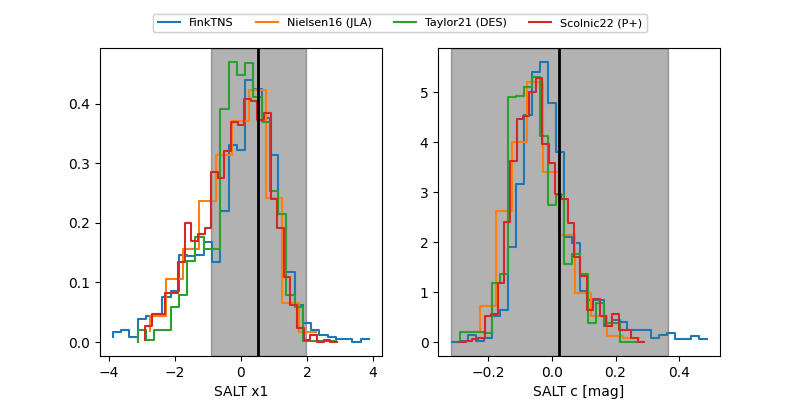 FinkTNS Nielsen16 (JLA) Taylor21 (DES) Scolnic22 (P+)
0.4
0.3
0.2
0.1
0.0
−4 −2 0 2 4
SALT x1
5
4
3
2
1
0
−0.2 0.0 0.2 0.4
SALT c [mag]